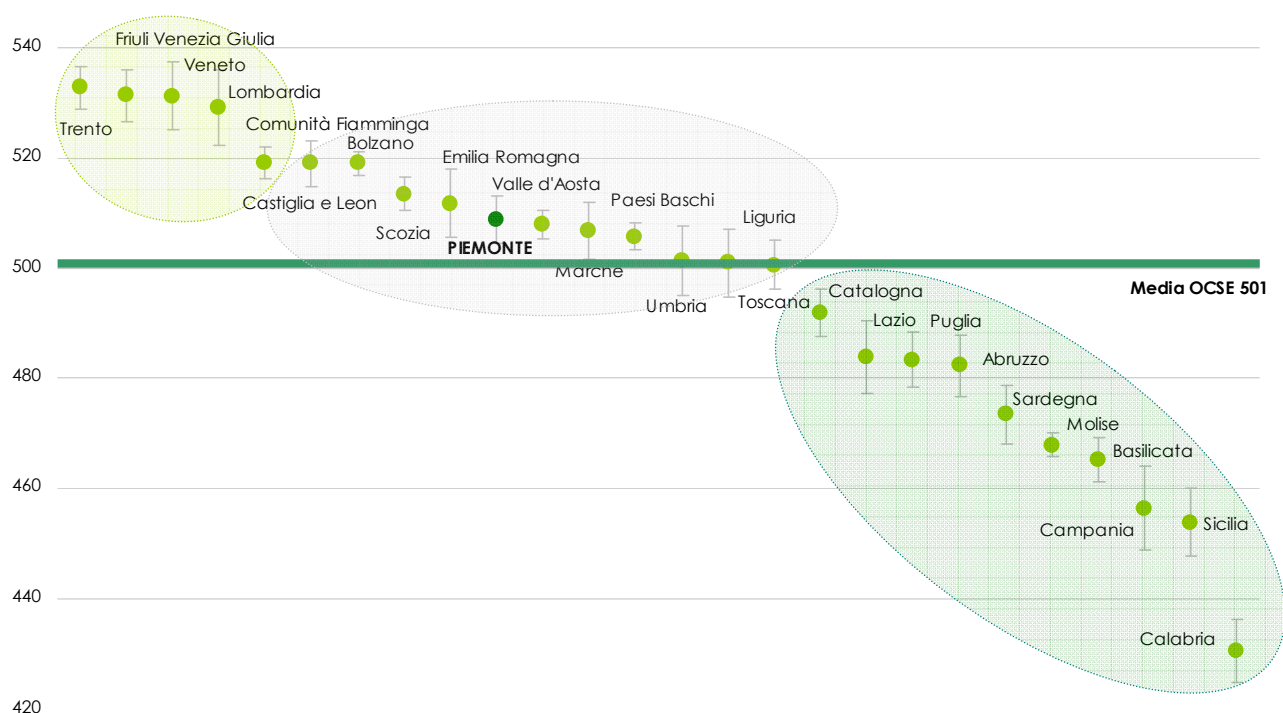 540
Friuli Venezia Giulia
Veneto
Lombardia
Trento
Comunità Fiamminga
Bolzano
520
Emilia Romagna
Valle d'Aosta
Castiglia e Leon
Paesi Baschi
Liguria
Scozia
PIEMONTE
Marche
500
Media OCSE 501
Umbria
Toscana
Catalogna
Lazio
Puglia
Abruzzo
480
Sardegna
Molise
Basilicata
460
Campania
Sicilia
440
Calabria
420